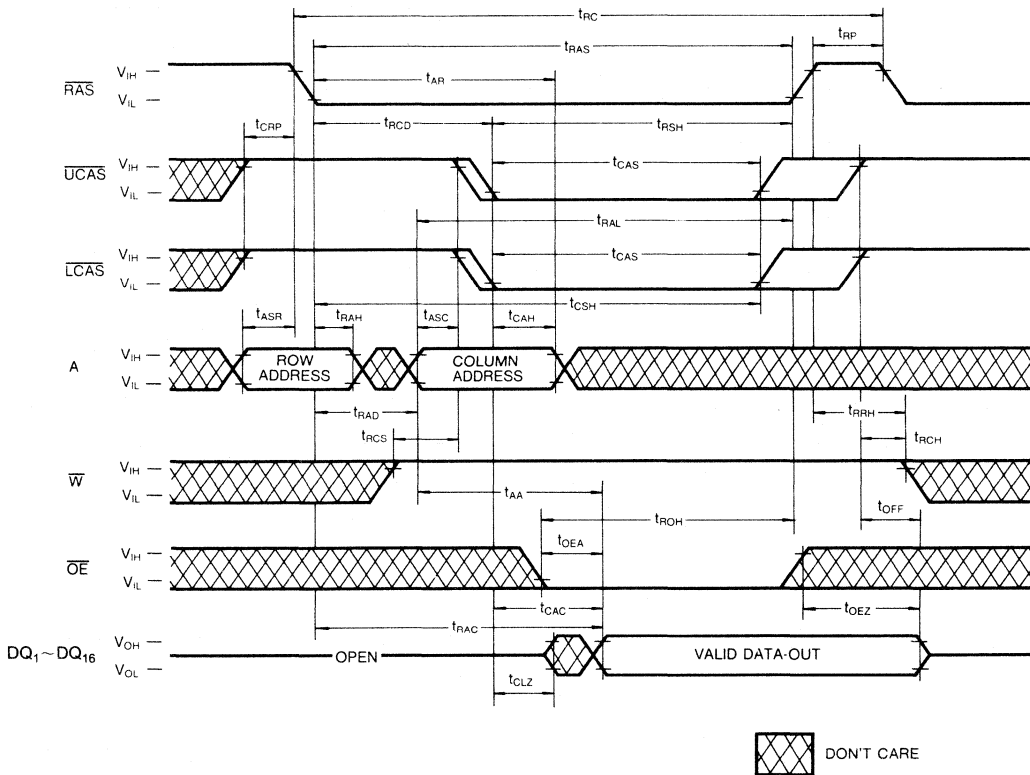 tRC
tRAS
tRP
RAS
VIH
VIL
tAR
tRCD
tRSH
tCRP
UCAS
VIH
VIL
tCAS
tRAL
LCAS
VIH
VIL
tCAS
tCSH
tASR
tRAH
tASC
tCAH
A
VIH
VIL
ROW
ADDRESS
COLUMN
ADDRESS
tRAD
tRRH
tRCS
tRCH
W
VIH
VIL
tAA
tROH
tOFF
tOEA
OE
VIH
VIL
tCAC
tOEZ
tRAC
DQ1~DQ16
VOH
VOL
OPEN
VALID DATA-OUT
tCLZ
DON'T CARE